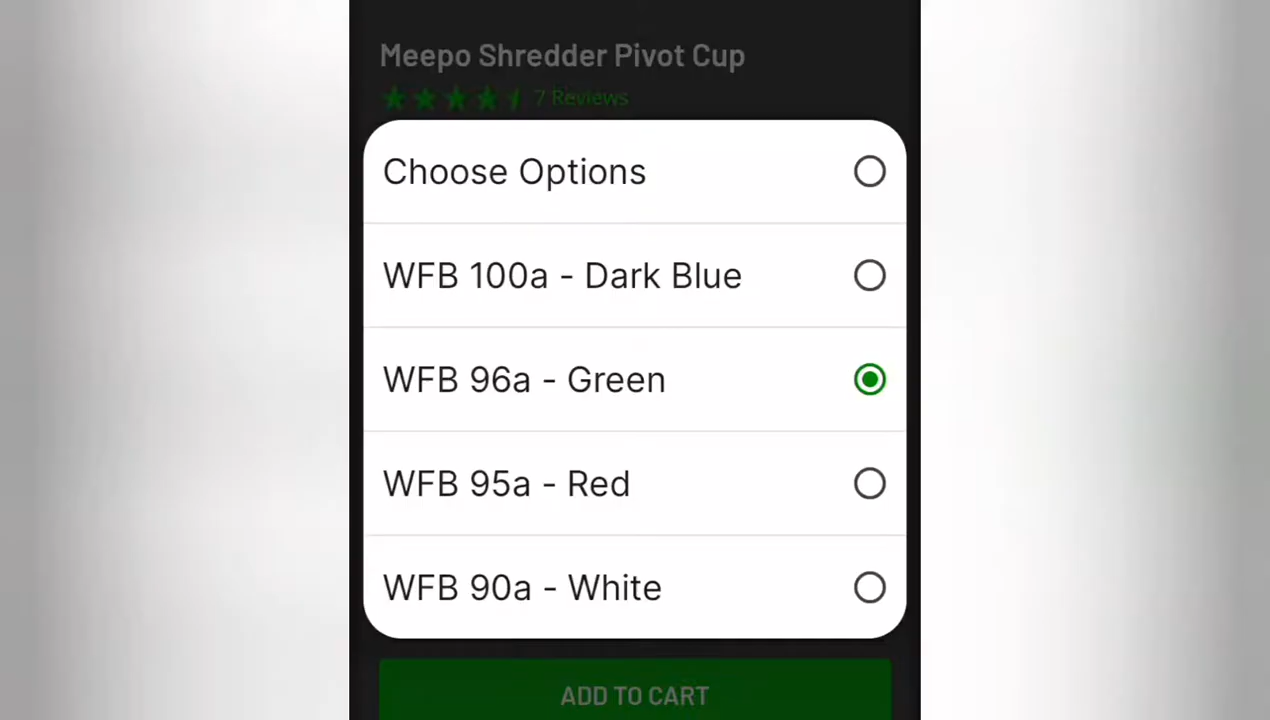 Meepo Shredder Pivot Cup
7 Reviews
Choose Options
WFB 100a - Dark Blue
WFB 96a - Green
WFB 95a - Red
WFB 90a - White
ADD TO CART